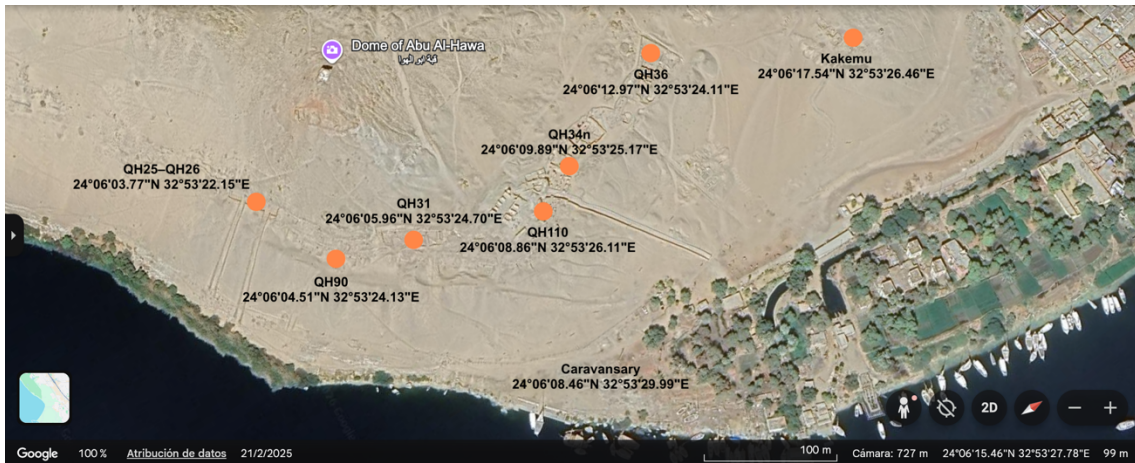 Dome of Abu Al-Hawa
قبة ابو الهوا
Kakemu
24°06'17.54"N 32°53'26.46"E
QH36
24°06'12.97"N 32°53'24.11"E
QH34n
24°06'09.89"N 32°53'25.17"E
QH25–QH26
24°06'03.77"N 32°53'22.15"E
QH31
24°06'05.96"N 32°53'24.70"E
QH110
24°06'08.86"N 32°53'26.11"E
QH90
24°06'04.51"N 32°53'24.13"E
Caravansary
24°06'08.46"N 32°53'29.99"E
2D
Google 100 % Atribución de datos 21/2/2025 100 m Cámara: 727 m 24°06'15.46"N 32°53'27.78"E 99 m